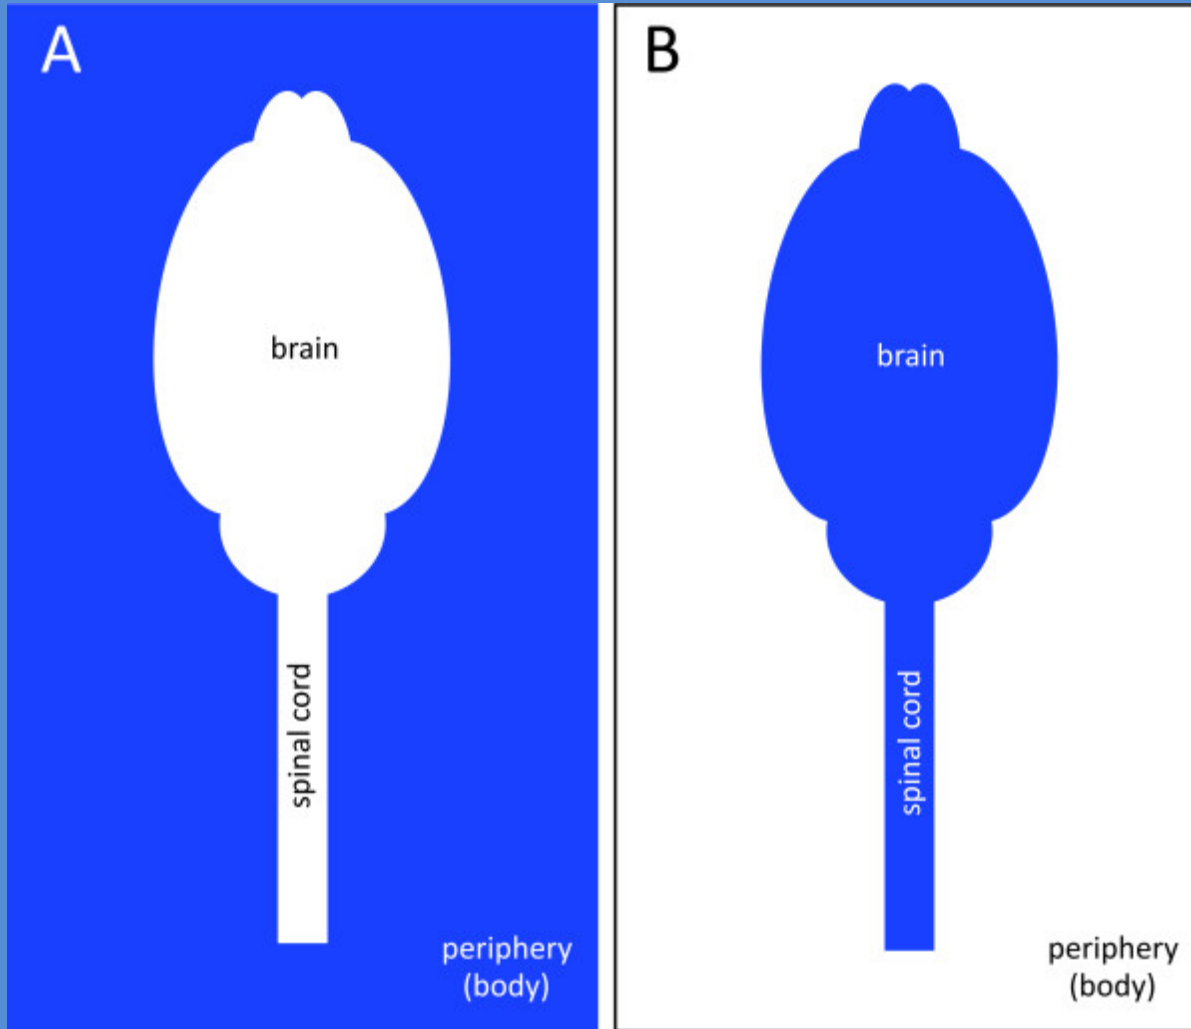 A
brain
spinal cord
periphery
(body)
B
brain
spinal cord
periphery
(body)